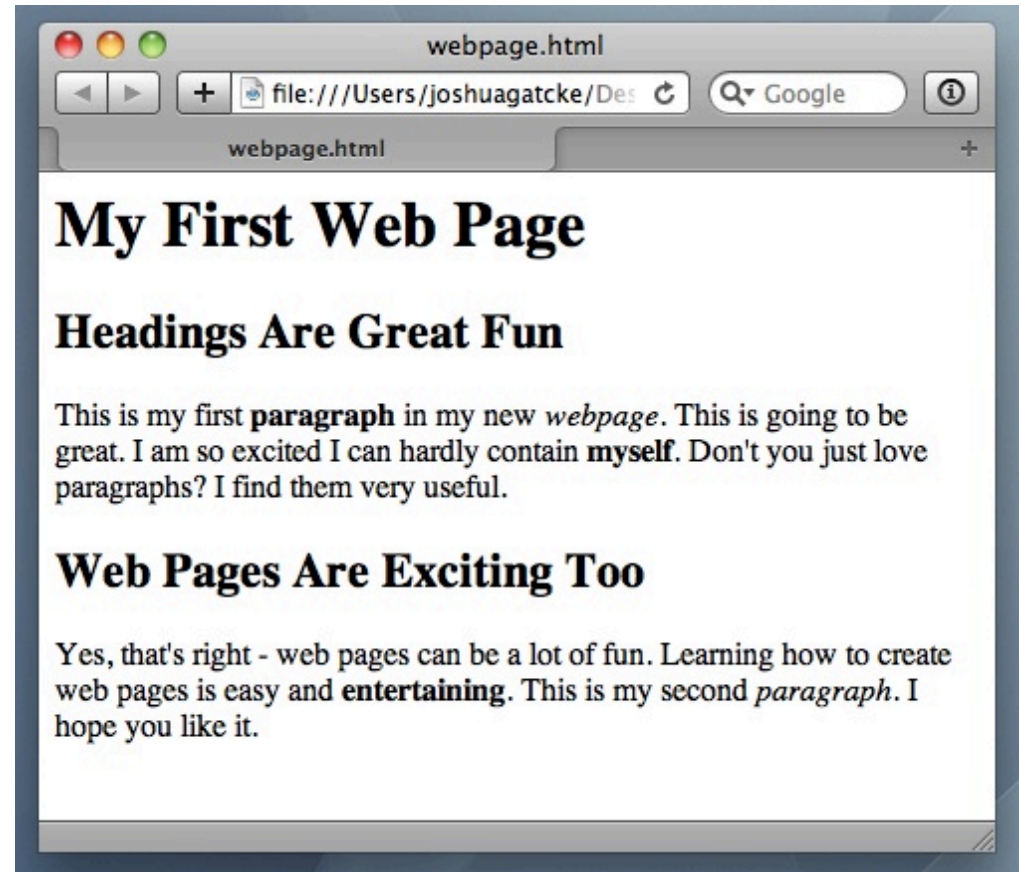 webpage.html
file:///Users/joshuagatcke/Des
Google
webpage.html
My First Web Page
Headings Are Great Fun
This is my first paragraph in my new webpage. This is going to be
great. I am so excited I can hardly contain myself. Don't you just love
paragraphs? I find them very useful.
Web Pages Are Exciting Too
Yes, that's right - web pages can be a lot of fun. Learning how to create
web pages is easy and entertaining. This is my second paragraph. I
hope you like it.